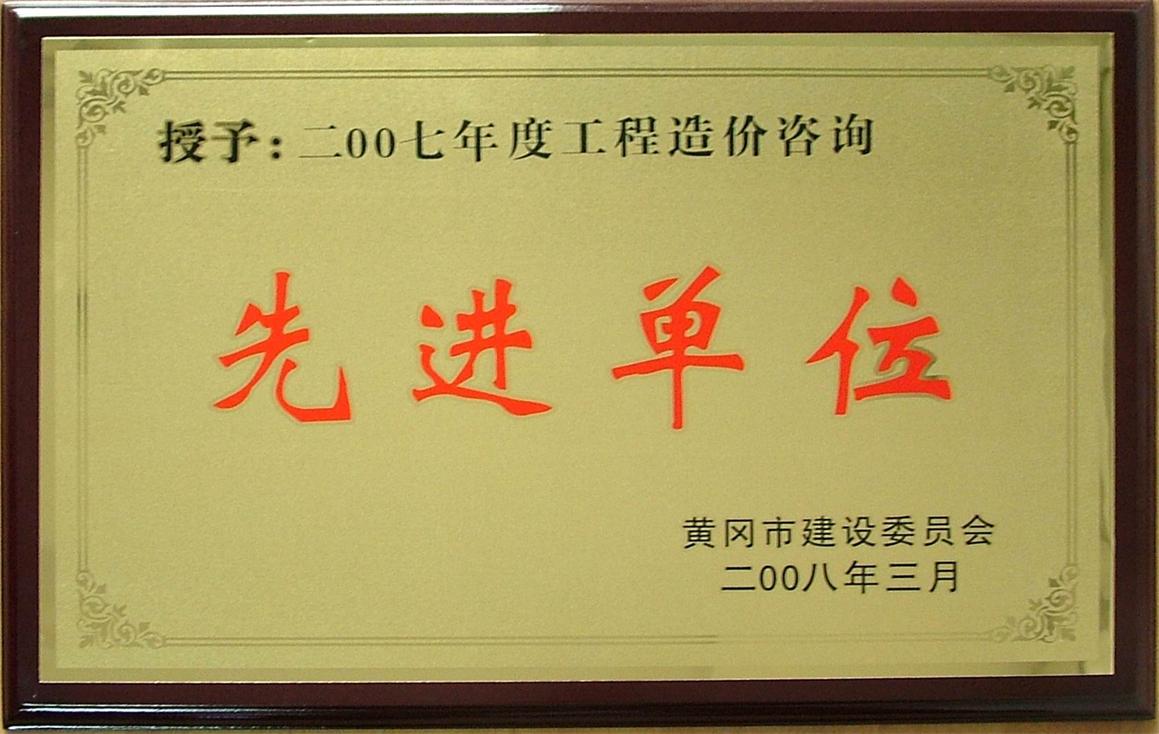 授予:二00七年度工程造价咨询
先进单位
黄冈市建设委员会
二00八年三月